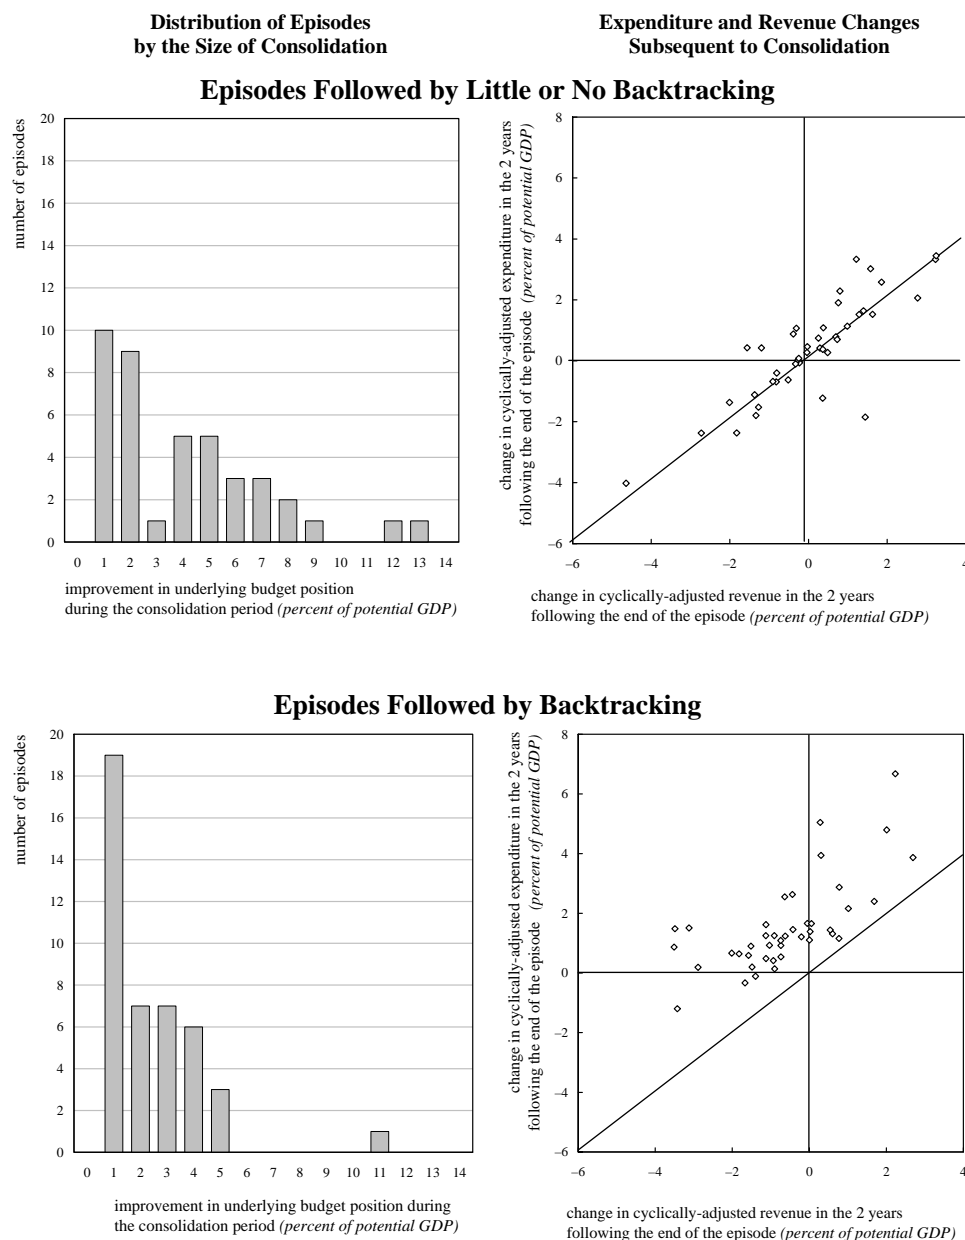 Distribution of Episodes
by the Size of Consolidation
Expenditure and Revenue Changes
Subsequent to Consolidation
Episodes Followed by Little or No Backtracking
number of episodes
20
18
16
14
12
10
8
6
4
2
0
0 1 2 3 4 5 6 7 8 9 10 11 12 13 14
improvement in underlying budget position
during the consolidation period (percent of potential GDP)
change in cyclically-adjusted expenditure in the 2 years
following the end of the episode (percent of potential GDP)
8
6
4
2
0
−2
−4
−6
−6 −4 −2 0 2 4
change in cyclically-adjusted revenue in the 2 years
following the end of the episode (percent of potential GDP)
Episodes Followed by Backtracking
number of episodes
20
18
16
14
12
10
8
6
4
2
0
0 1 2 3 4 5 6 7 8 9 10 11 12 13 14
improvement in underlying budget position during
the consolidation period (percent of potential GDP)
change in cyclically-adjusted expenditure in the 2 years
following the end of the episode (percent of potential GDP)
8
6
4
2
0
−2
−4
−6
−6 −4 −2 0 2 4
change in cyclically-adjusted revenue in the 2 years
following the end of the episode (percent of potential GDP)